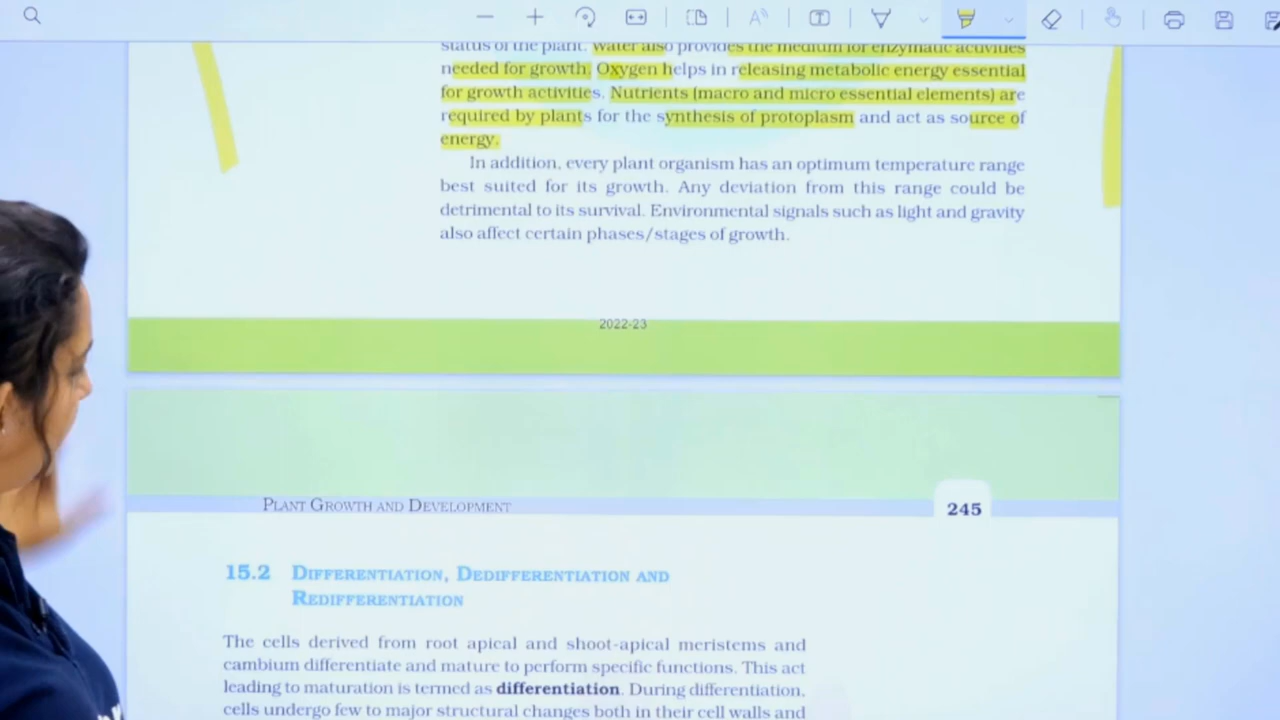 status of the plant. Water also provides the medium for enzymatic activities
needed for growth. Oxygen helps in releasing metabolic energy essential
for growth activities. Nutrients (macro and micro essential elements) are
required by plants for the synthesis of protoplasm and act as source of
energy.
In addition, every plant organism has an optimum temperature range
best suited for its growth. Any deviation from this range could be
detrimental to its survival. Environmental signals such as light and gravity
also affect certain phases/stages of growth.
2022-23
PLANT GROWTH AND DEVELOPMENT
245
15.2 DIFFERENTIATION, DEDIFFERENTIATION AND
REDIFFERENTIATION
The cells derived from root apical and shoot-apical meristems and
cambium differentiate and mature to perform specific functions. This act
leading to maturation is termed as differentiation. During differentiation,
cells undergo few to major structural changes both in their cell walls and